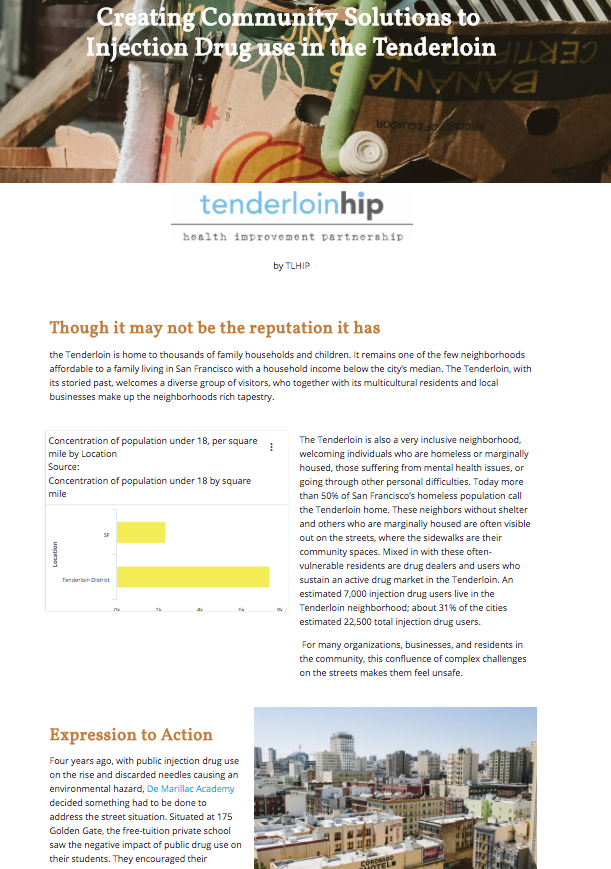 Creating Community Solutions to
Injection Drug use in the Tenderloin
CERTIFIED
BANANAS
PRODUCT OF ECUADOR
tenderloinhip
health improvement partnership
by TLHIP
Though it may not be the reputation it has
the Tenderloin is home to thousands of family households and children. It remains one of the few neighborhoods
affordable to a family living in San Francisco with a household income below the city's median. The Tenderloin, with
its storied past, welcomes a diverse group of visitors, who together with its multicultural residents and local
businesses make up the neighborhoods rich tapestry.
Concentration of population under 18, per square
mile by Location
Source:
Concentration of population under 18 by square
mile
Location
SF
Tenderloin District
0k 2k 4k 6k 8k
The Tenderloin is also a very inclusive neighborhood,
welcoming individuals who are homeless or marginally
housed, those suffering from mental health issues, or
going through other personal difficulties. Today more
than 50% of San Francisco's homeless population call
the Tenderloin home. These neighbors without shelter
and others who are marginally housed are often visible
out on the streets, where the sidewalks are their
community spaces. Mixed in with these often-
vulnerable residents are drug dealers and users who
sustain an active drug market in the Tenderloin. An
estimated 7,000 injection drug users live in the
Tenderloin neighborhood; about 31% of the cities
estimated 22,500 total injection drug users.
For many organizations, businesses, and residents in
the community, this confluence of complex challenges
on the streets makes them feel unsafe.
Expression to Action
Four years ago, with public injection drug use
on the rise and discarded needles causing an
environmental hazard, De Marillac Academy
decided something had to be done to
address the street situation. Situated at 175
Golden Gate, the free-tuition private school
saw the negative impact of public drug use on
their students. They encouraged their
CORONADO
HOTEL